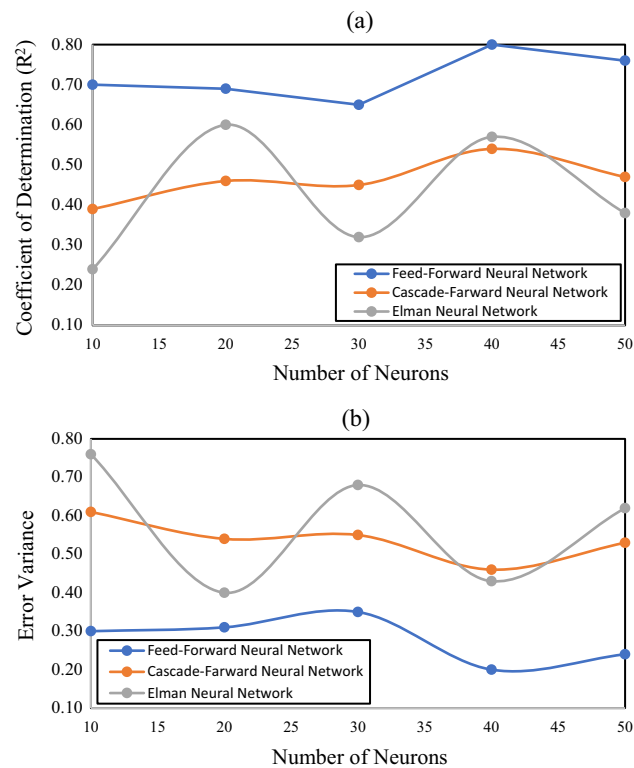 (a)
Coefficient of Determination (R²)
0.80
0.70
0.60
0.50
0.40
0.30
0.20
0.10
Feed-Forward Neural Network
Cascade-Farward Neural Network
Elman Neural Network
10 15 20 25 30 35 40 45 50
Number of Neurons
(b)
Error Variance
0.80
0.70
0.60
0.50
0.40
0.30
0.20
0.10
Feed-Forward Neural Network
Cascade-Farward Neural Network
Elman Neural Network
10 15 20 25 30 35 40 45 50
Number of Neurons